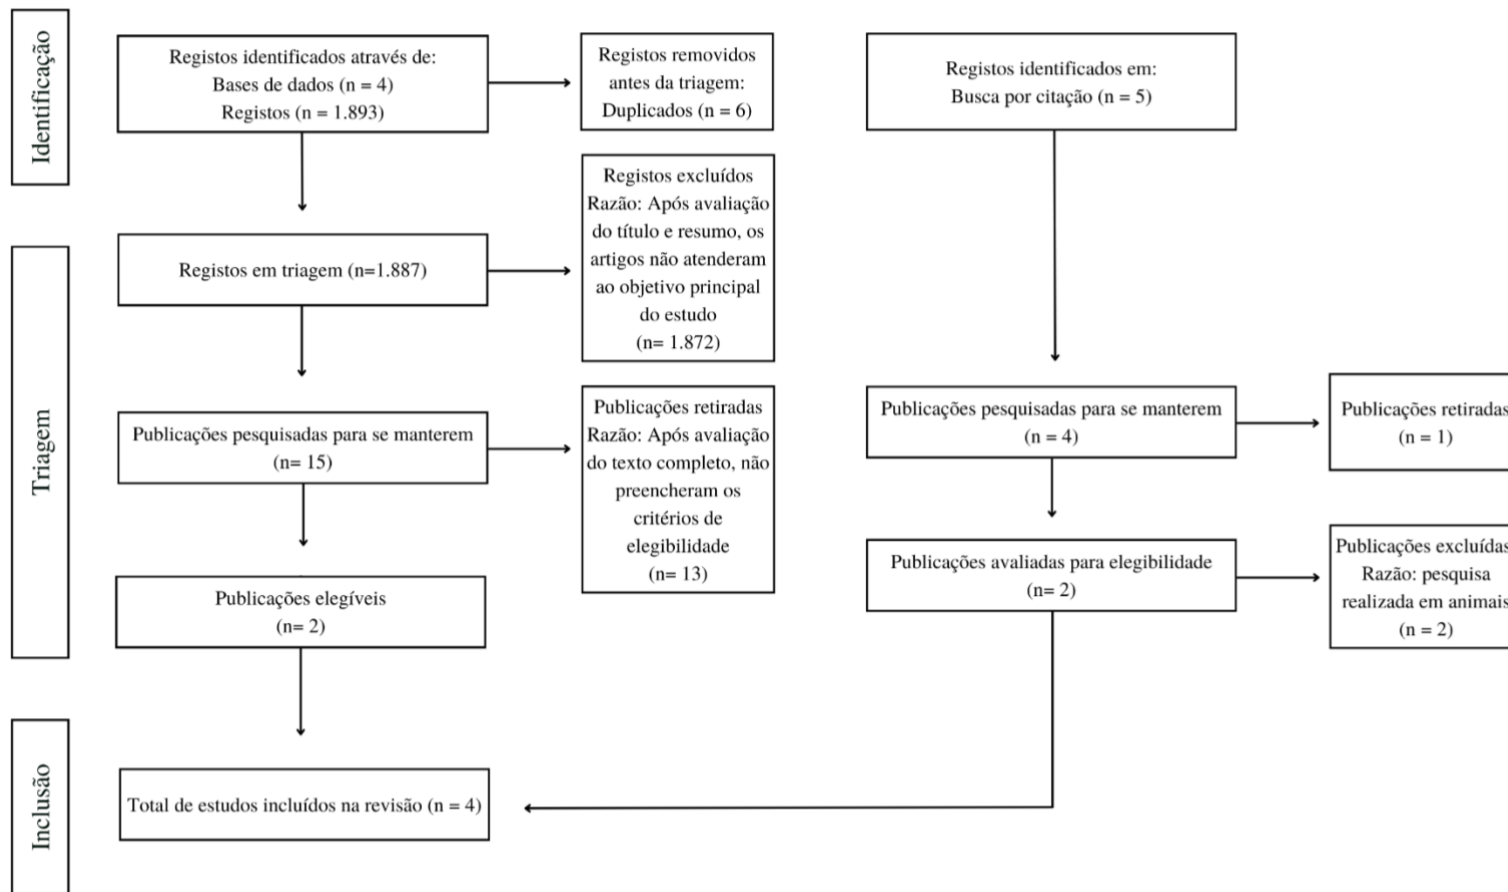 Identificação
Registos identificados através de:
Bases de dados (n = 4)
Registos (n = 1.893)
Registos removidos
antes da triagem:
Duplicados (n = 6)
Registos identificados em:
Busca por citação (n = 5)
Triagem
Registos em triagem (n=1.887)
Registos excluídos
Razão: Após avaliação
do título e resumo, os
artigos não atenderam
ao objetivo principal
do estudo
(n= 1.872)
Publicações pesquisadas para se manterem
(n= 15)
Publicações retiradas
Razão: Após avaliação
do texto completo, não
preencheram os
critérios de
elegibilidade
(n= 13)
Publicações pesquisadas para se manterem
(n = 4)
Publicações retiradas
(n = 1)
Publicações elegíveis
(n= 2)
Publicações avaliadas para elegibilidade
(n= 2)
Publicações excluídas
Razão: pesquisa
realizada em animais
(n = 2)
Inclusão
Total de estudos incluídos na revisão (n = 4)